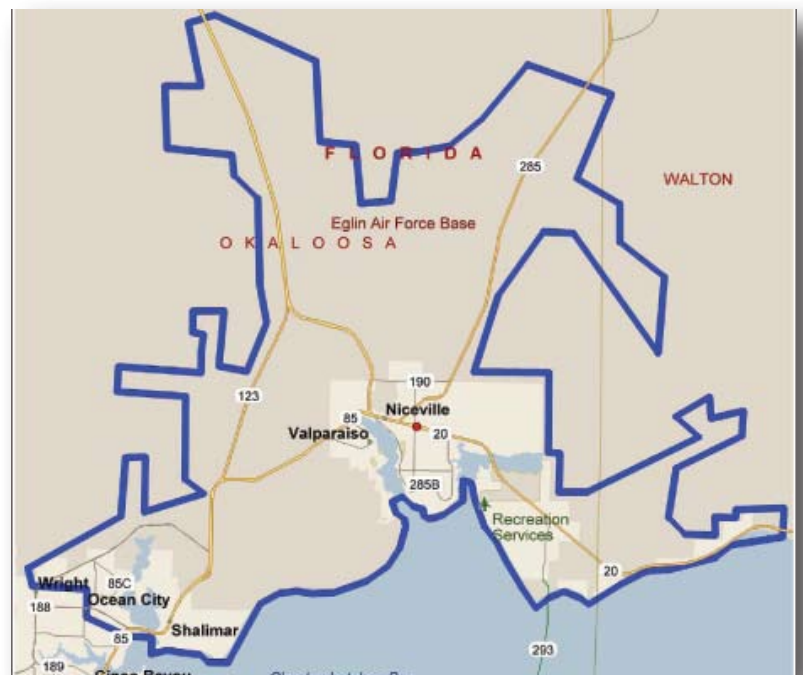 FLORIDA
285
WALTON
Eglin Air Force Base
OKALOOSA
190
123
Niceville
85
20
Valparaiso
285B
Recreation
Services
20
Wright
85C
188
Ocean City
Shalimar
85
293
189